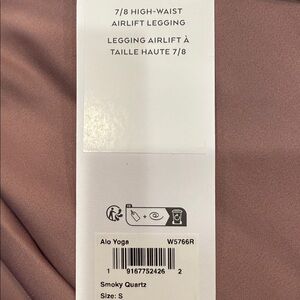 7/8 HIGH-WAIST
AIRLIFT LEGGING
LEGGING AIRLIFT À
TAILLE HAUTE 7/8
Alo Yoga W5766R
1 9167752426 2
Smoky Quartz
Size: S